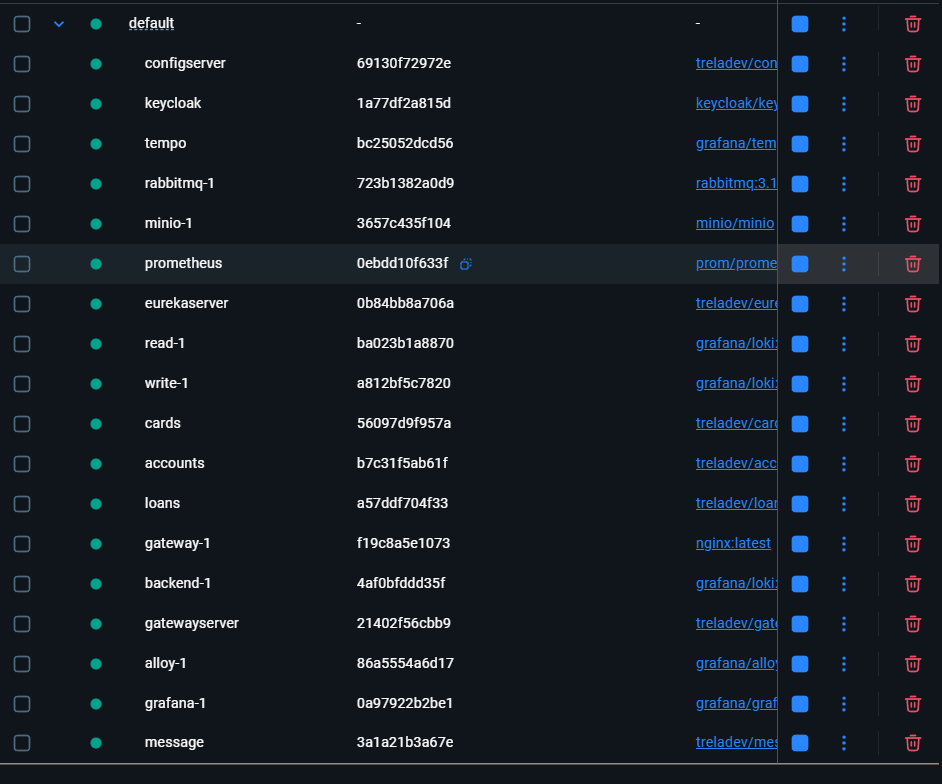 default - -
configserver 69130f72972e treladev/con
keycloak 1a77df2a815d keycloak/key
tempo bc25052dcd56 grafana/tem
rabbitmq-1 723b1382a0d9 rabbitmq:3.1
minio-1 3657c435f104 minio/minio
prometheus 0ebdd10f633f prom/prome
eurekaserver 0b84bb8a706a treladev/eure
read-1 ba023b1a8870 grafana/loki:
write-1 a812bf5c7820 grafana/loki:
cards 56097d9f957a treladev/card
accounts b7c31f5ab61f treladev/acc
loans a57ddf704f33 treladev/loan
gateway-1 f19c8a5e1073 nginx:latest
backend-1 4af0bfddd35f grafana/loki:
gatewayserver 21402f56cbb9 treladev/gate
alloy-1 86a5554a6d17 grafana/alloy
grafana-1 0a97922b2be1 grafana/graf
message 3a1a21b3a67e treladev/mes